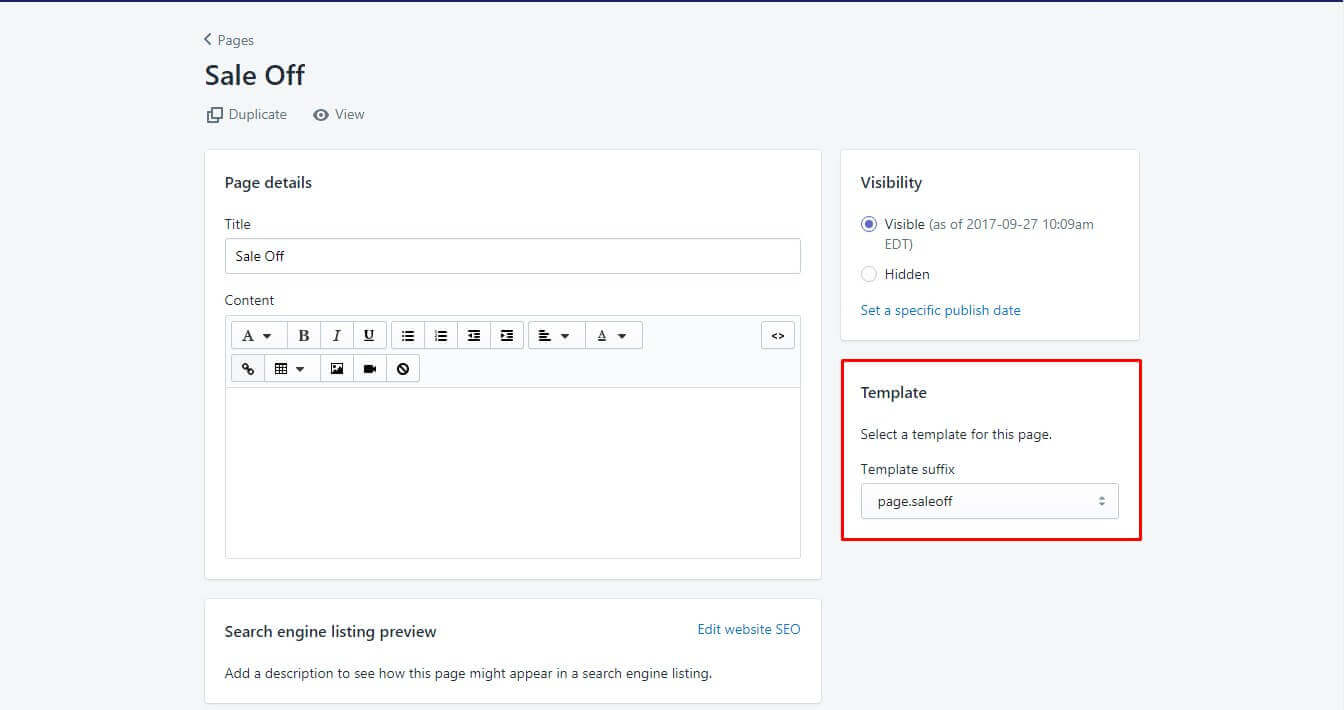 Pages
Sale Off
Duplicate View
Page details
Title
Sale Off
Content
A B I U A <>
Search engine listing preview
Edit website SEO
Add a description to see how this page might appear in a search engine listing.
Visibility
Visible (as of 2017-09-27 10:09am
EDT)
Hidden
Set a specific publish date
Template
Select a template for this page.
Template suffix
page.saleoff